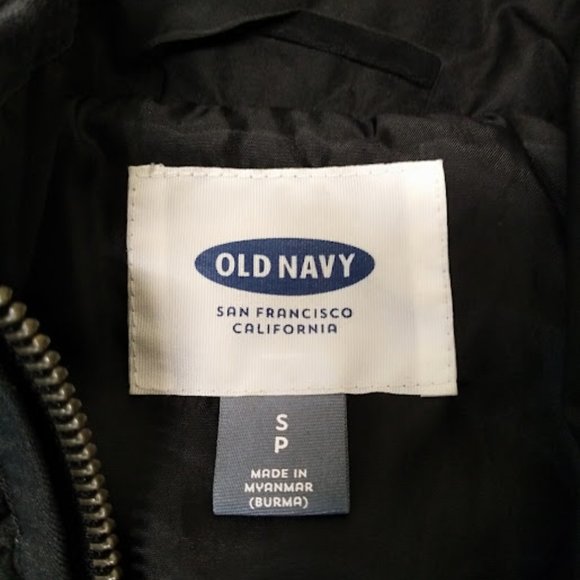 OLD NAVY
SAN FRANCISCO
CALIFORNIA
S
P
MADE IN
MYANMAR
(BURMA)